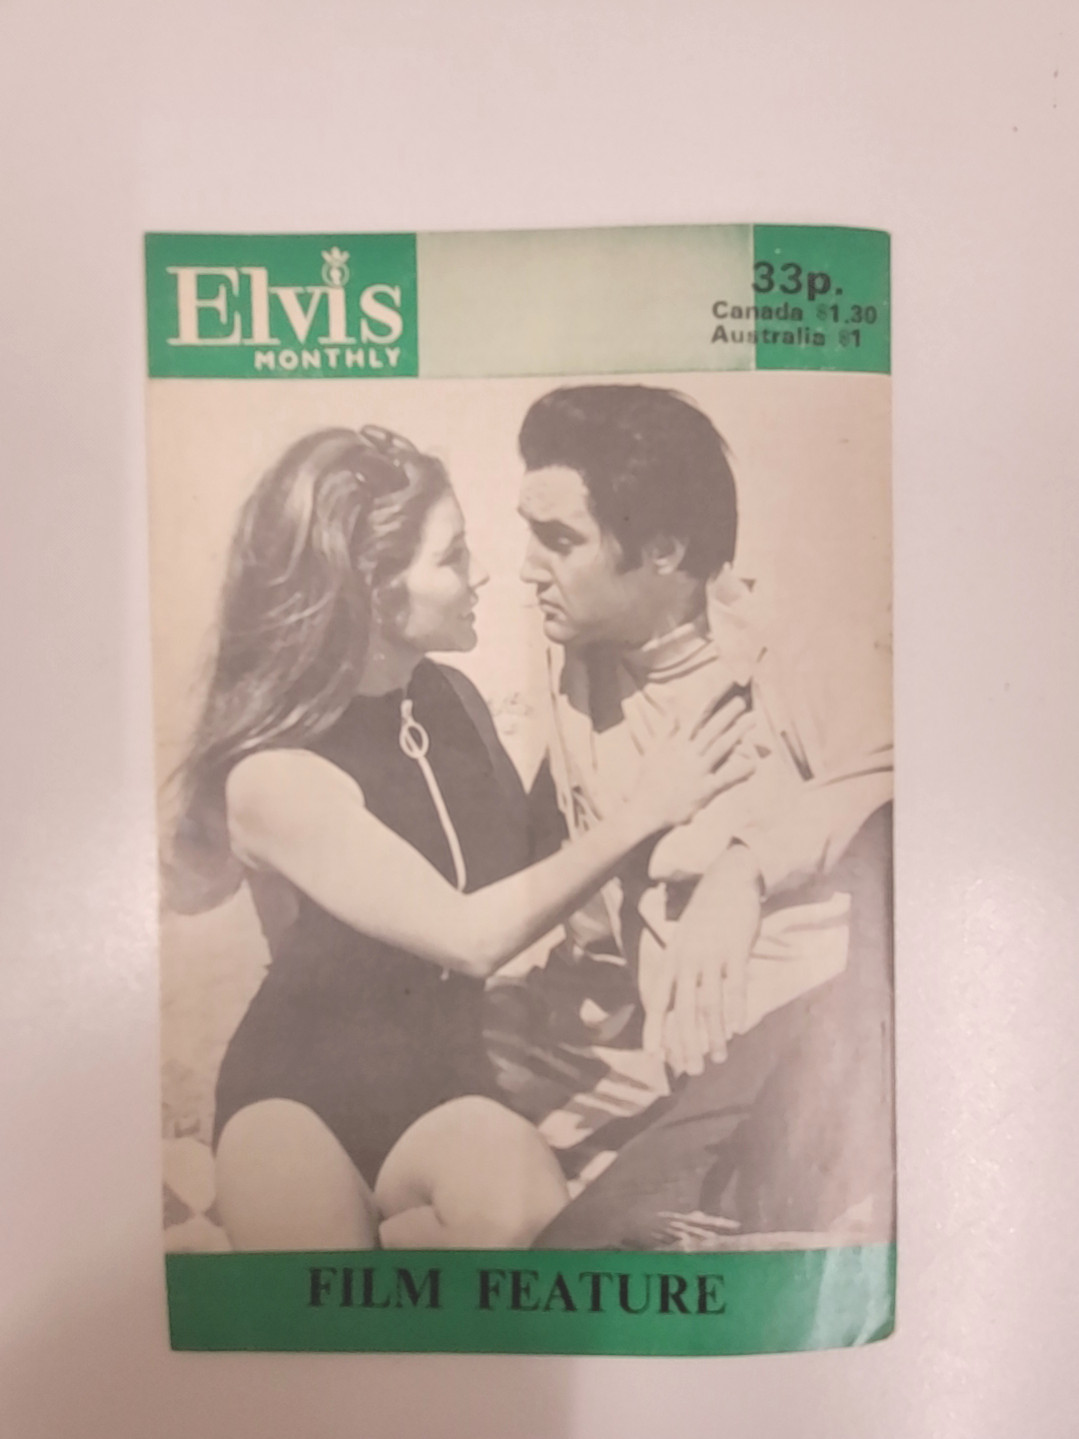 Elvis
MONTHLY
33p.
Canada $1.30
Australia $1
FILM FEATURE